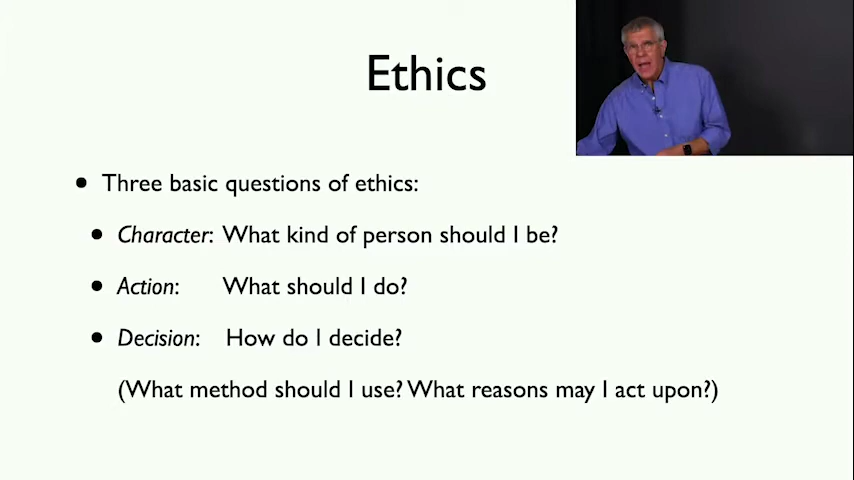 Ethics
• Three basic questions of ethics:
• Character: What kind of person should I be?
• Action: What should I do?
• Decision: How do I decide?
(What method should I use? What reasons may I act upon?)